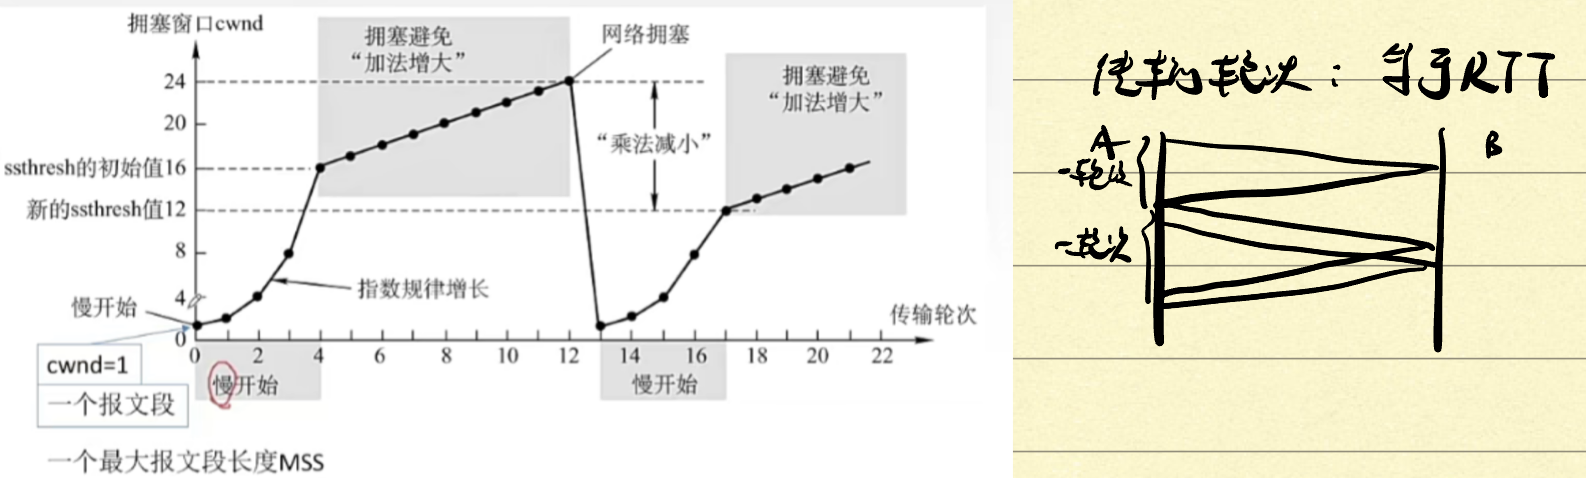 拥塞窗口cwnd
拥塞避免
“加法增大”
网络拥塞
拥塞避免
“加法增大”
24
20
“乘法减小”
ssthresh的初始值16
新的ssthresh值12
8
4
指数规律增长
慢开始
传输轮次
0
0 2 4 6 8 10 12 14 16 18 20 22
cwnd=1
慢开始
慢开始
一个报文段
一个最大报文段长度MSS
传输轮次：等于RTT
A
B
一轮次
一轮次